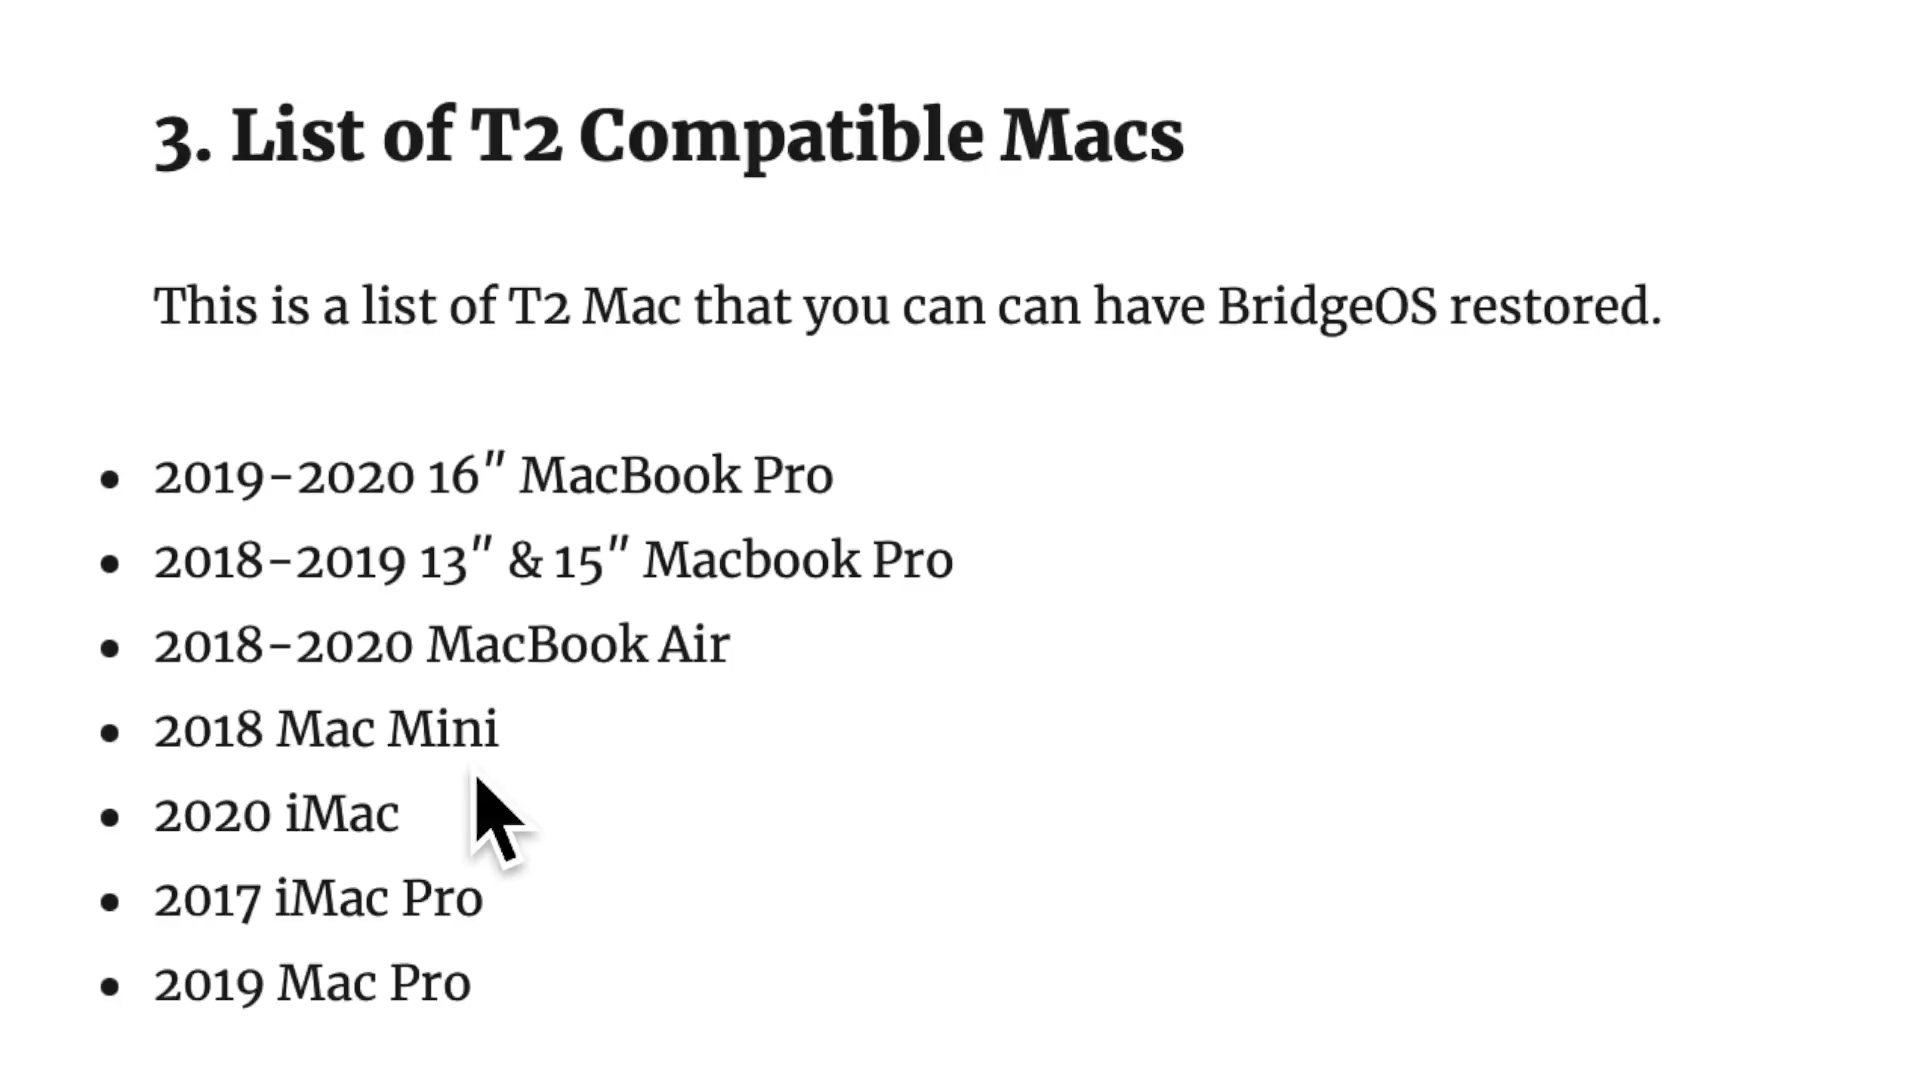 3. List of T2 Compatible Macs
This is a list of T2 Mac that you can can have BridgeOS restored.
• 2019-2020 16″ MacBook Pro
• 2018-2019 13″ & 15″ Macbook Pro
• 2018-2020 MacBook Air
• 2018 Mac Mini
• 2020 iMac
• 2017 iMac Pro
• 2019 Mac Pro